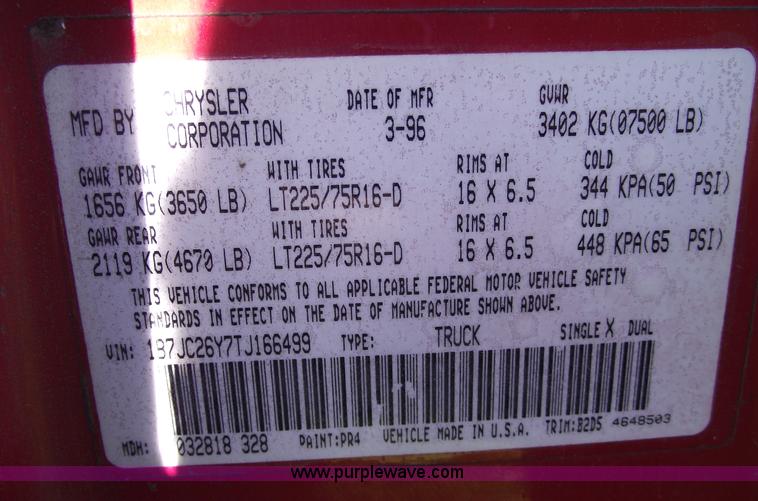 MFD BY CHRYSLER CORPORATION DATE OF MFR 3-96 GVWR 3402 KG(07500 LB)
GAWR FRONT WITH TIRES RIMS AT COLD
1656 KG(3650 LB) LT225/75R16-D 16 X 6.5 344 KPA(50 PSI)
GAWR REAR WITH TIRES RIMS AT COLD
2119 KG(4670 LB) LT225/75R16-D 16 X 6.5 448 KPA(65 PSI)
THIS VEHICLE CONFORMS TO ALL APPLICABLE FEDERAL MOTOR VEHICLE SAFETY
STANDARDS IN EFFECT ON THE DATE OF MANUFACTURE SHOWN ABOVE.
VIN: 1B7JC26Y7TJ166499 TYPE: TRUCK SINGLE X DUAL
MDH: 032818 328 PAINT:PR4 VEHICLE MADE IN U.S.A. TRIM:B2D5 4648503
www.purplewave.com